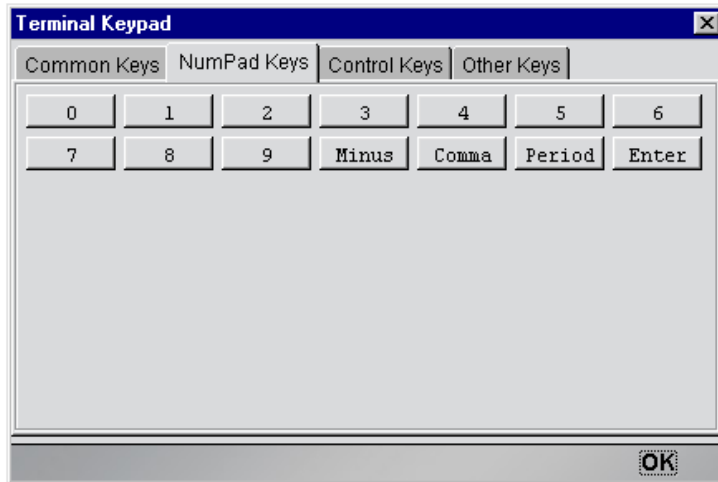 Terminal Keypad
Common Keys NumPad Keys Control Keys Other Keys
0 1 2 3 4 5 6
7 8 9 Minus Comma Period Enter
OK